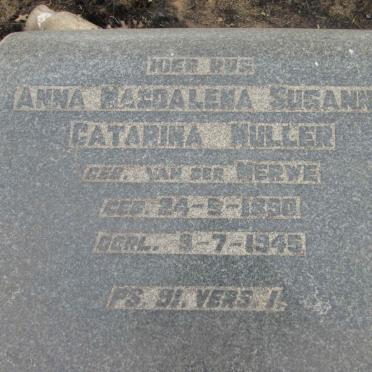 HIER RUS
ANNA MAGDALENA SUSANN
CATARINA MULLER
GEB. VAN DER MERWE
GEB. 24-9-1890
OORL. 9-7-1945
PS. 91. VERS. 1.